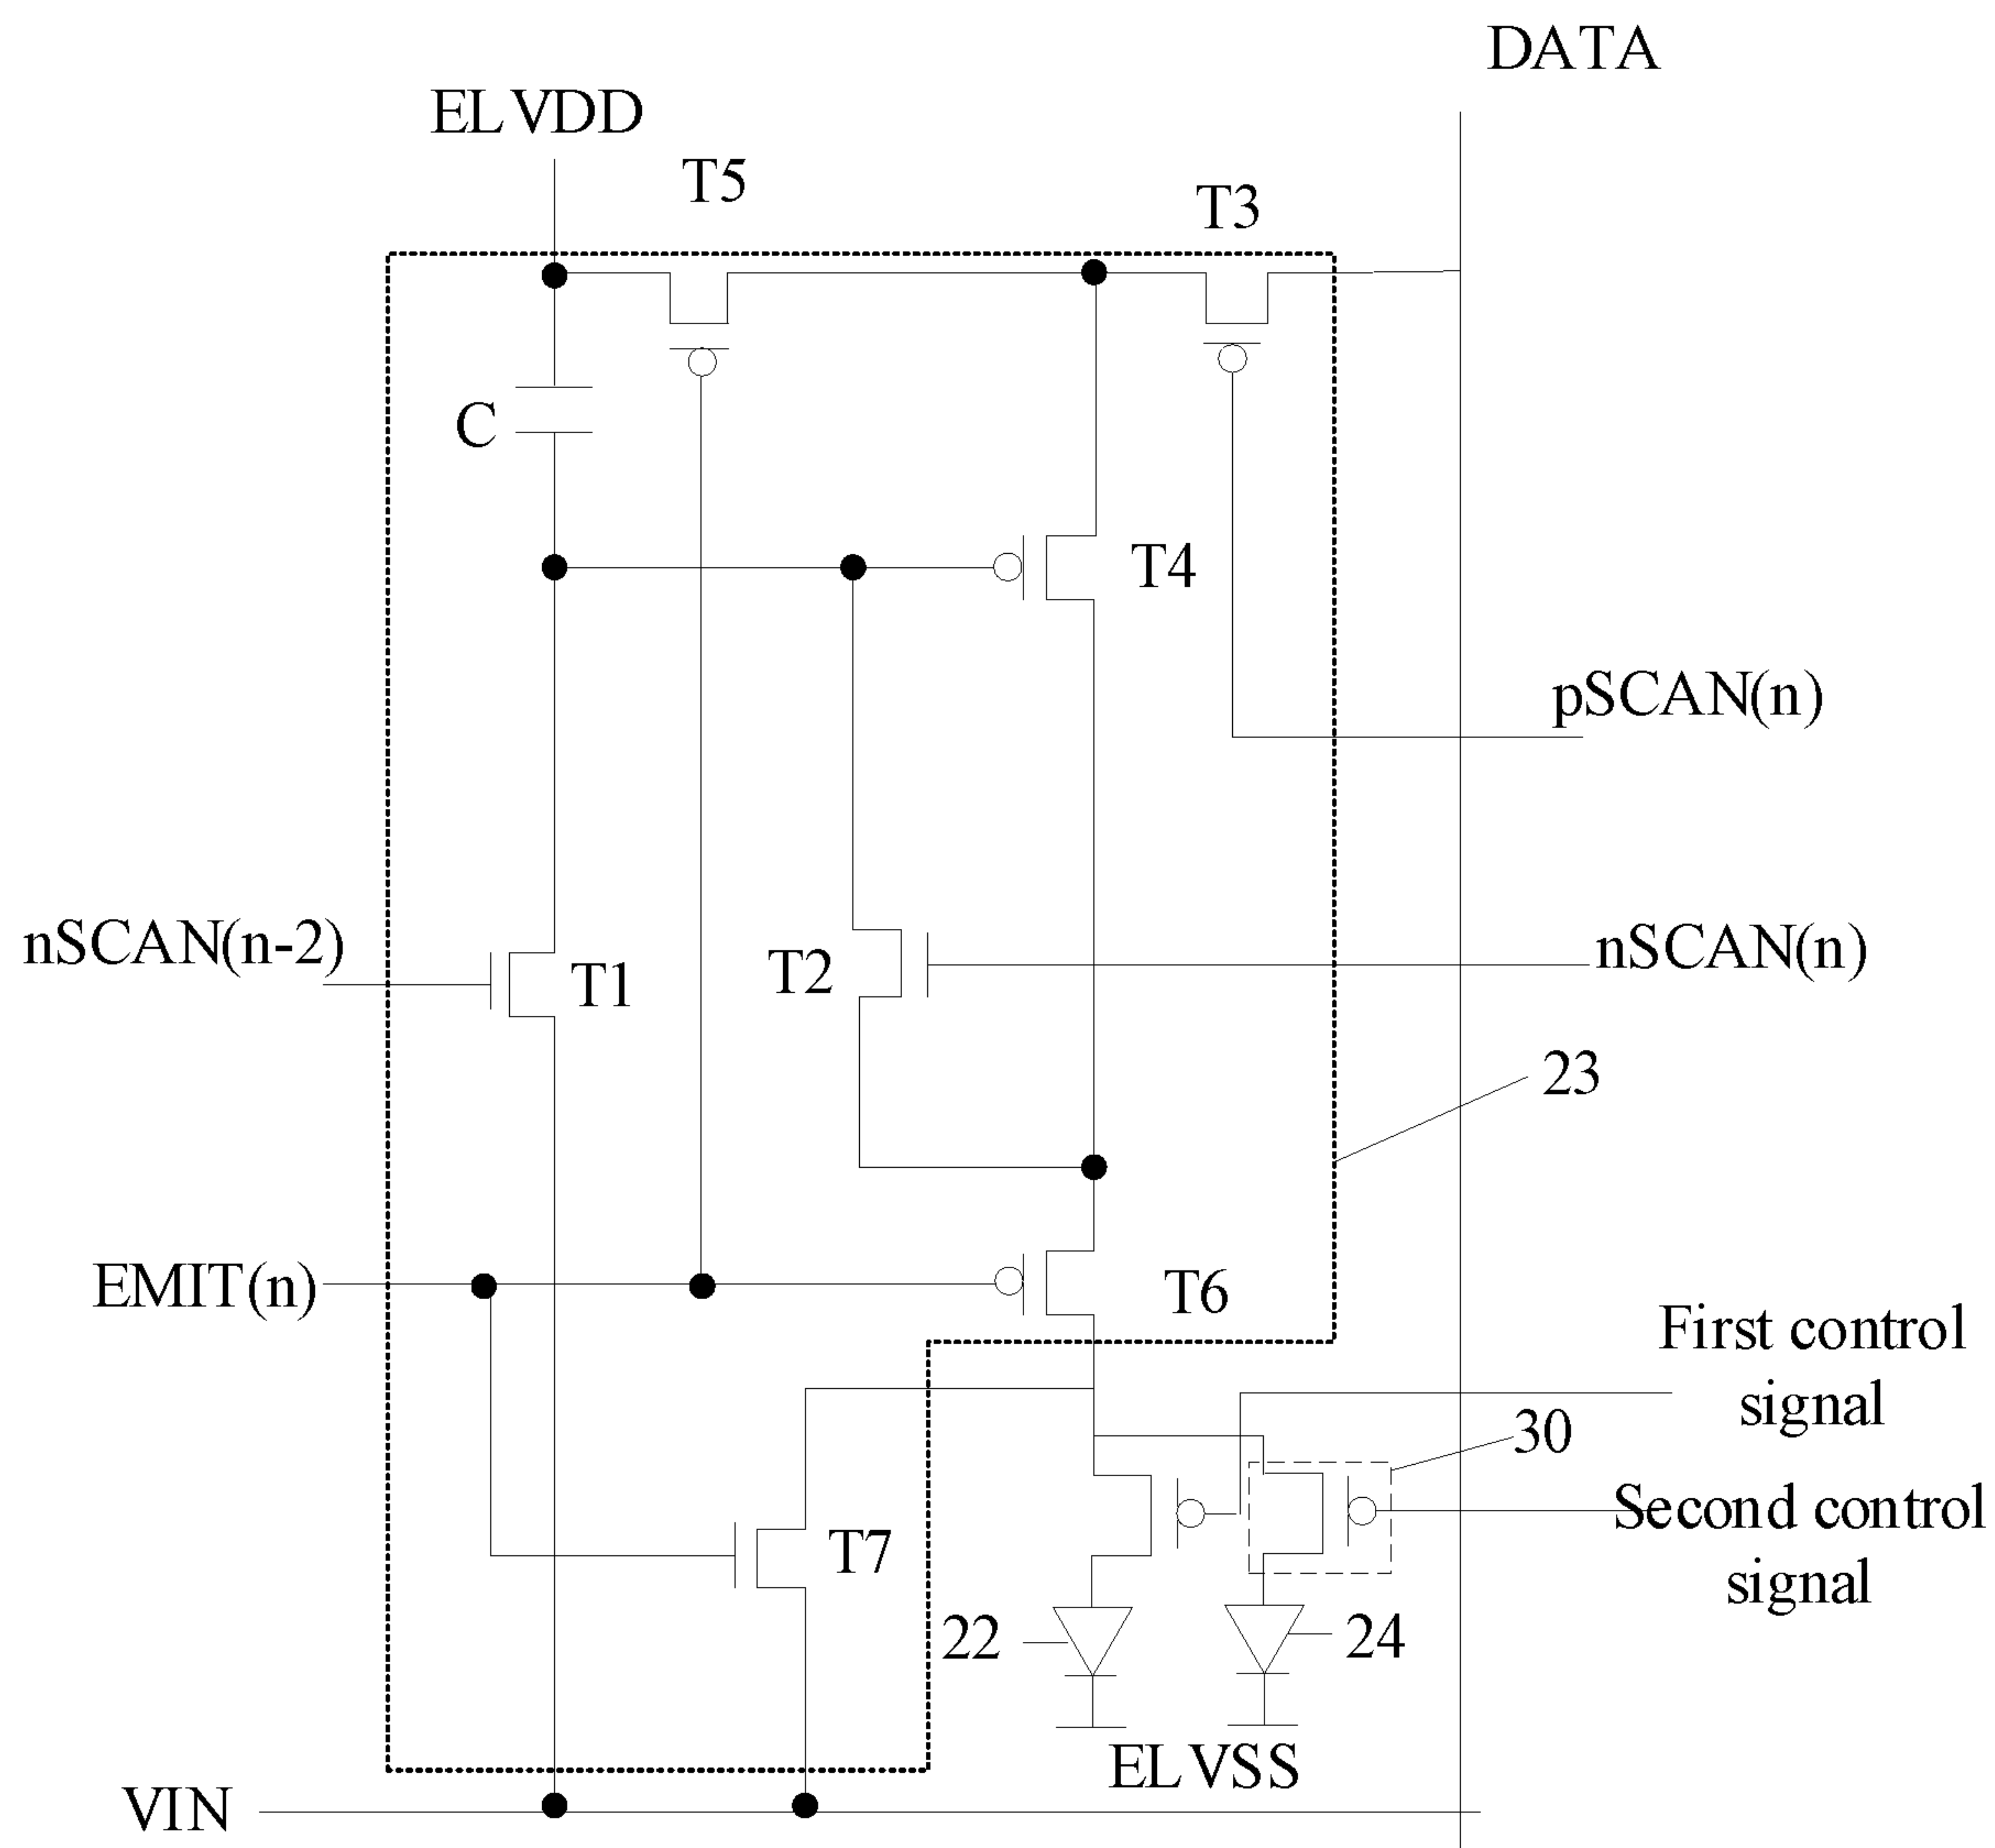 DATA
ELVDD
T5
T3
C
T4
pSCAN(n)
nSCAN(n-2)
T1
T2
nSCAN(n)
23
EMIT(n)
T6
First control
signal
30
Second control
signal
T7
22
24
ELVSS
VIN